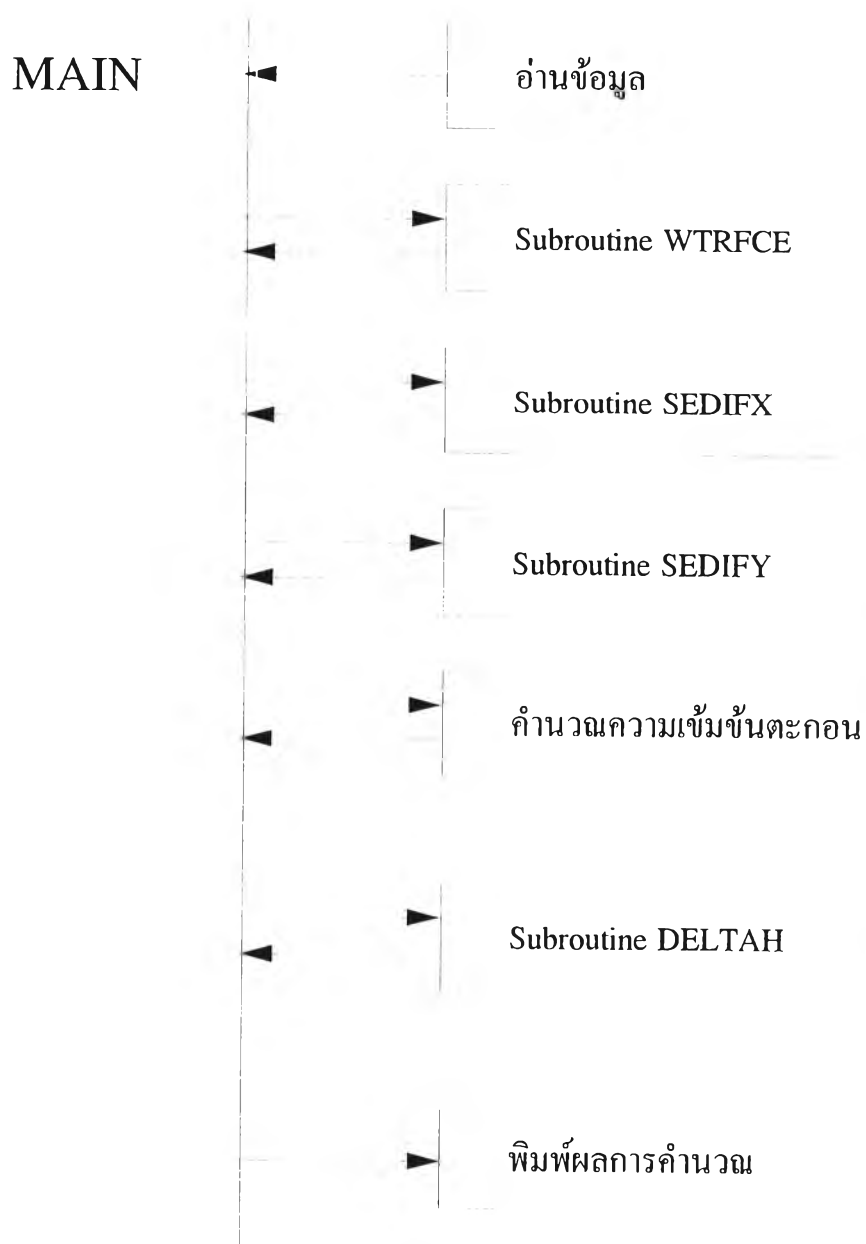 MAIN
อ่านข้อมูล
Subroutine WTRFCE
Subroutine SEDIFX
Subroutine SEDIFY
คำนวณความเข้มข้นตะกอน
Subroutine DELTAH
พิมพ์ผลการคำนวณ